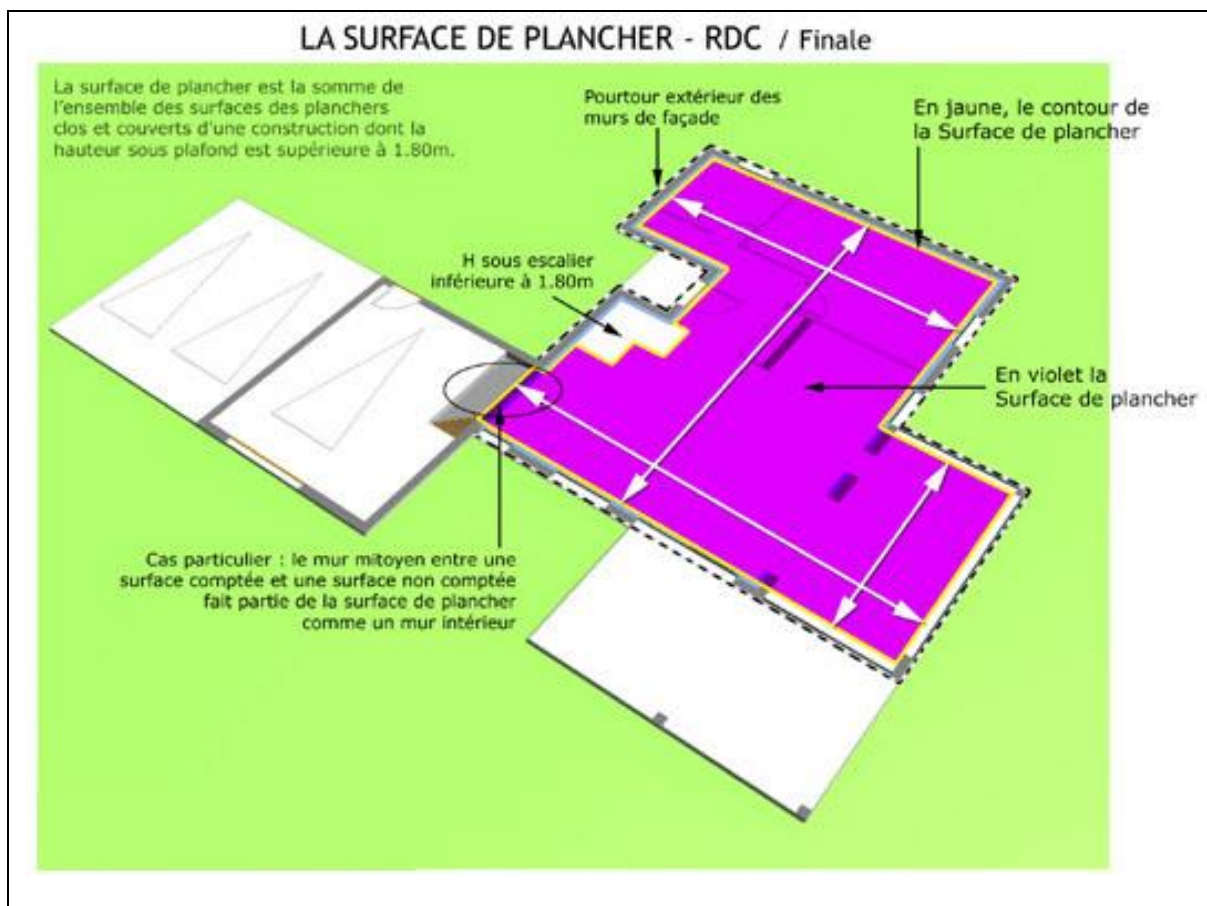 LA SURFACE DE PLANCHER - RDC / Finale
La surface de plancher est la somme de
l'ensemble des surfaces des planchers
clos et couverts d'une construction dont la
hauteur sous plafond est supérieure à 1.80m.
Pourtour extérieur des
murs de façade
En jaune, le contour de
la Surface de plancher
H sous escalier
inférieure à 1.80m
En violet la
Surface de plancher
Cas particulier : le mur mitoyen entre une
surface comptée et une surface non comptée
fait partie de la surface de plancher
comme un mur intérieur